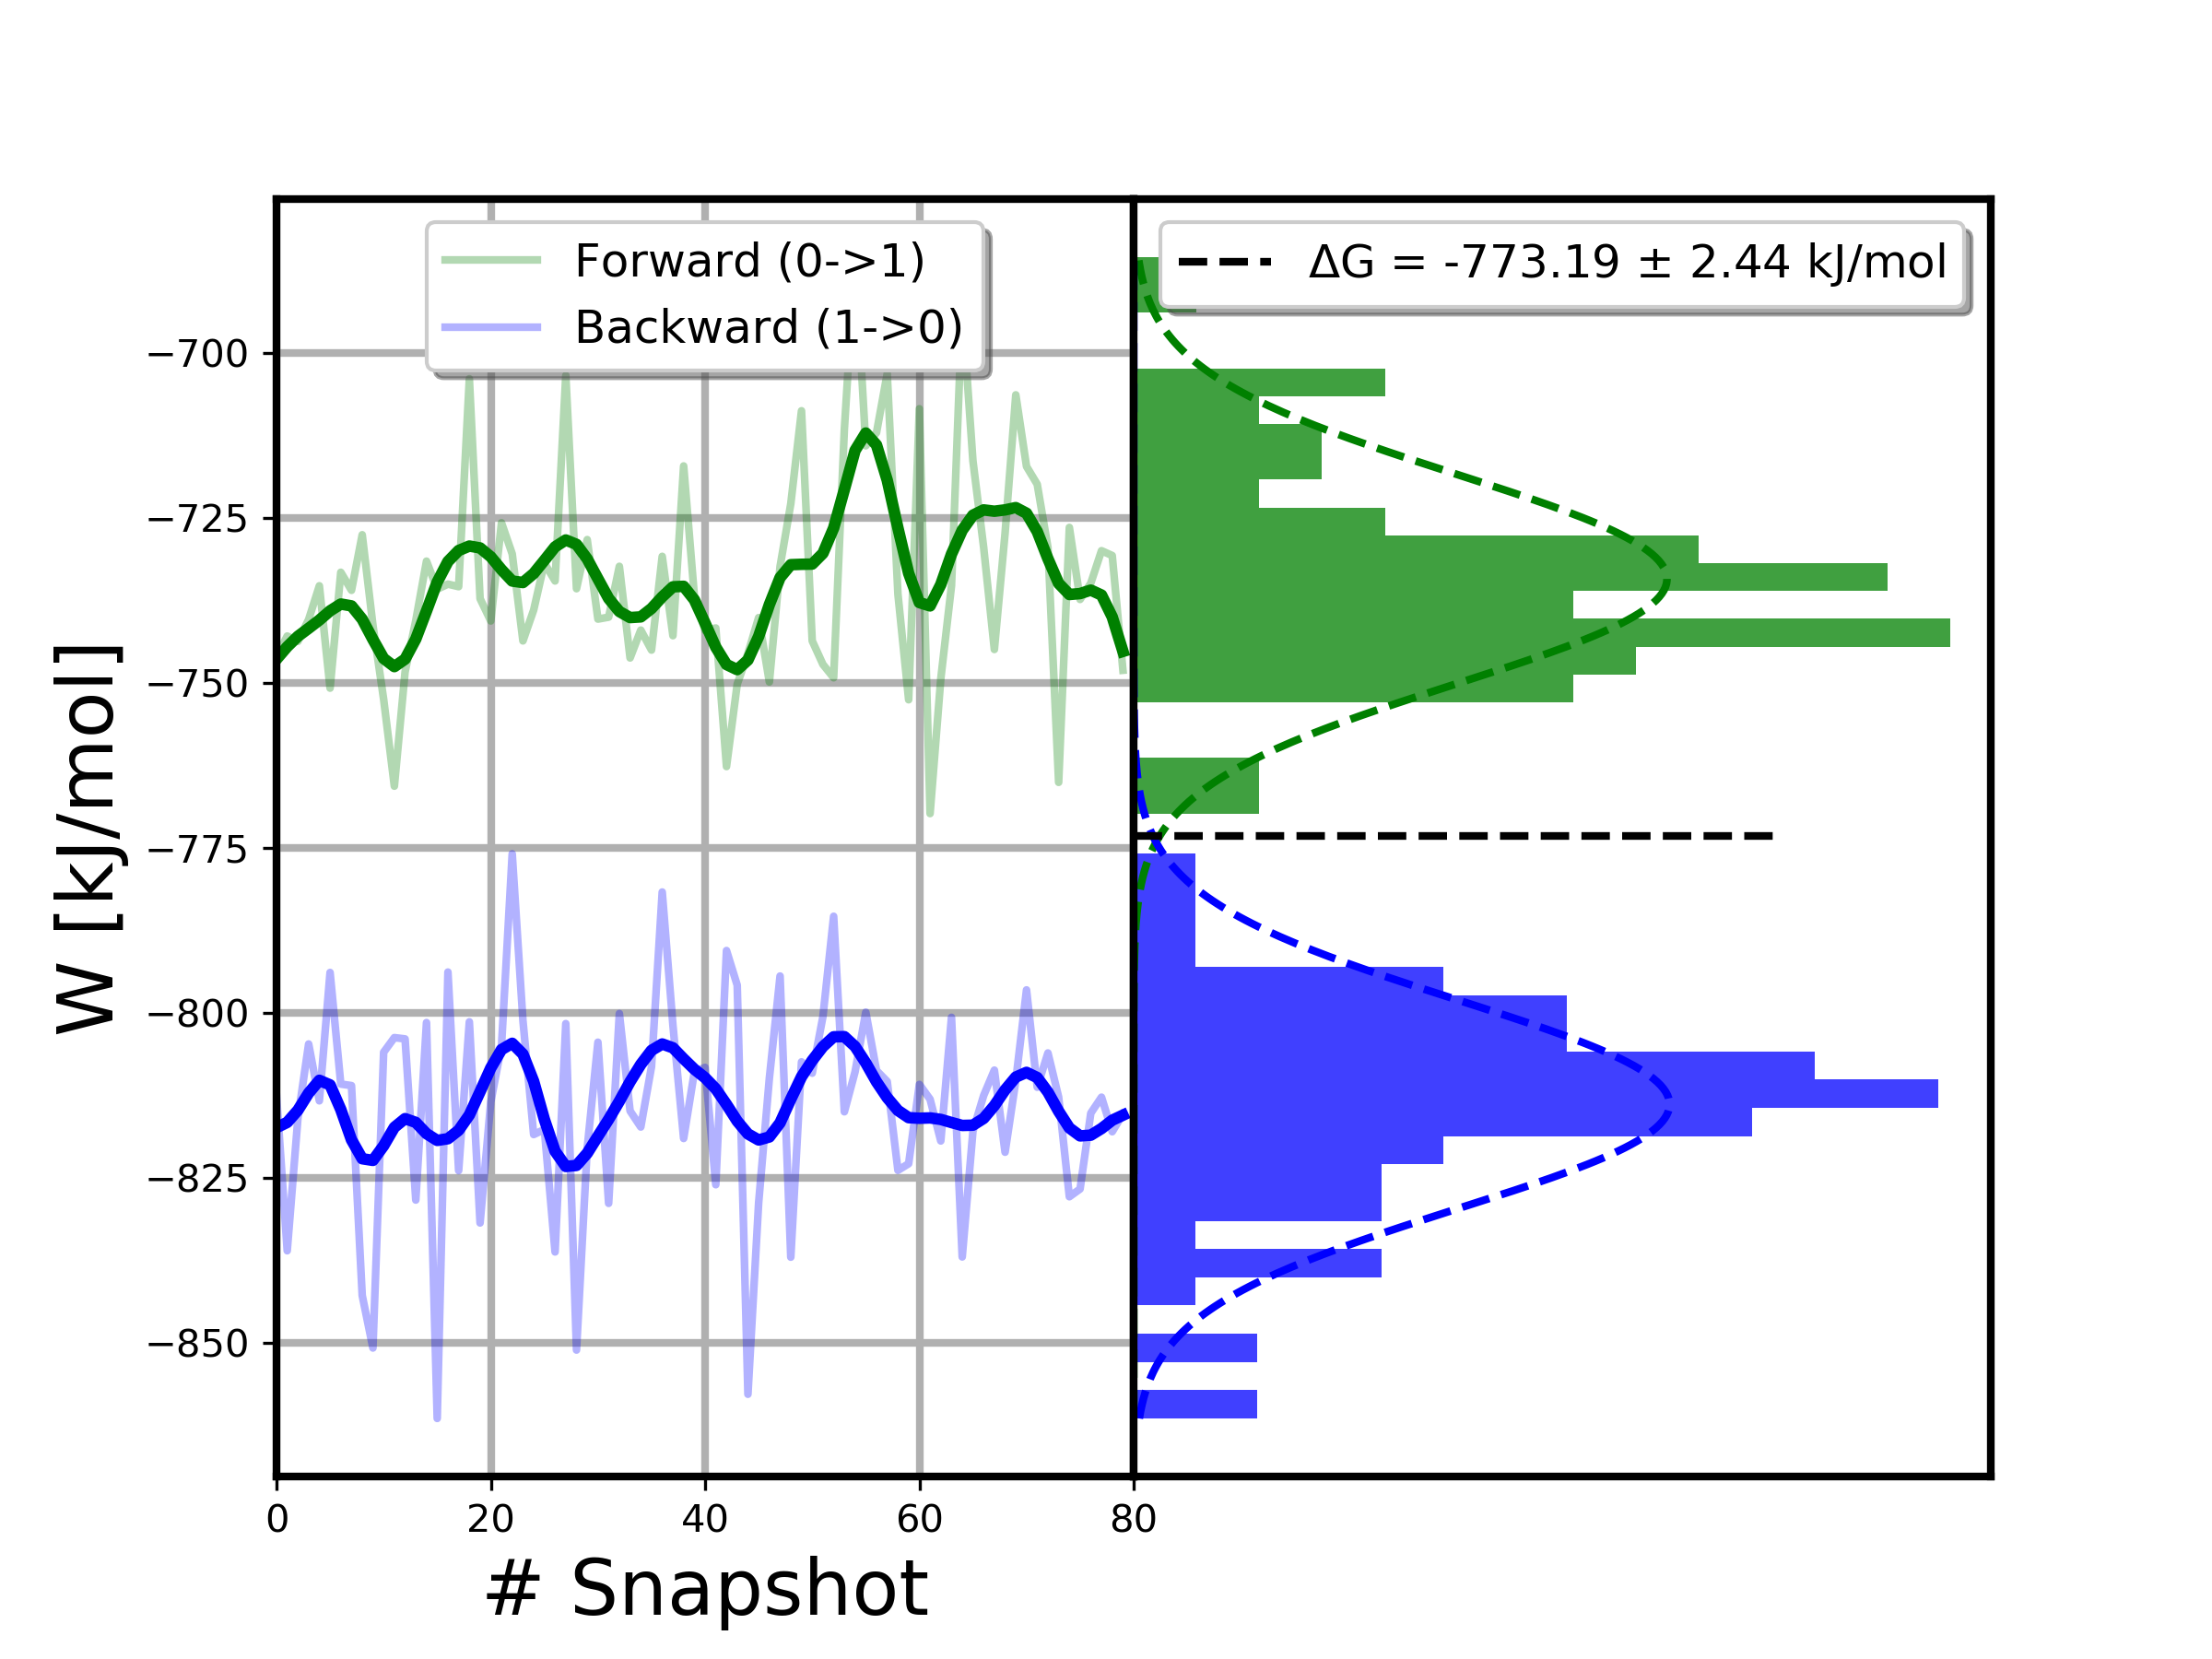 Forward (0->1)
Backward (1->0)
ΔG = -773.19 ± 2.44 kJ/mol
−700
−725
−750
−775
−800
−825
−850
W [kJ/mol]
0 20 40 60 80
# Snapshot